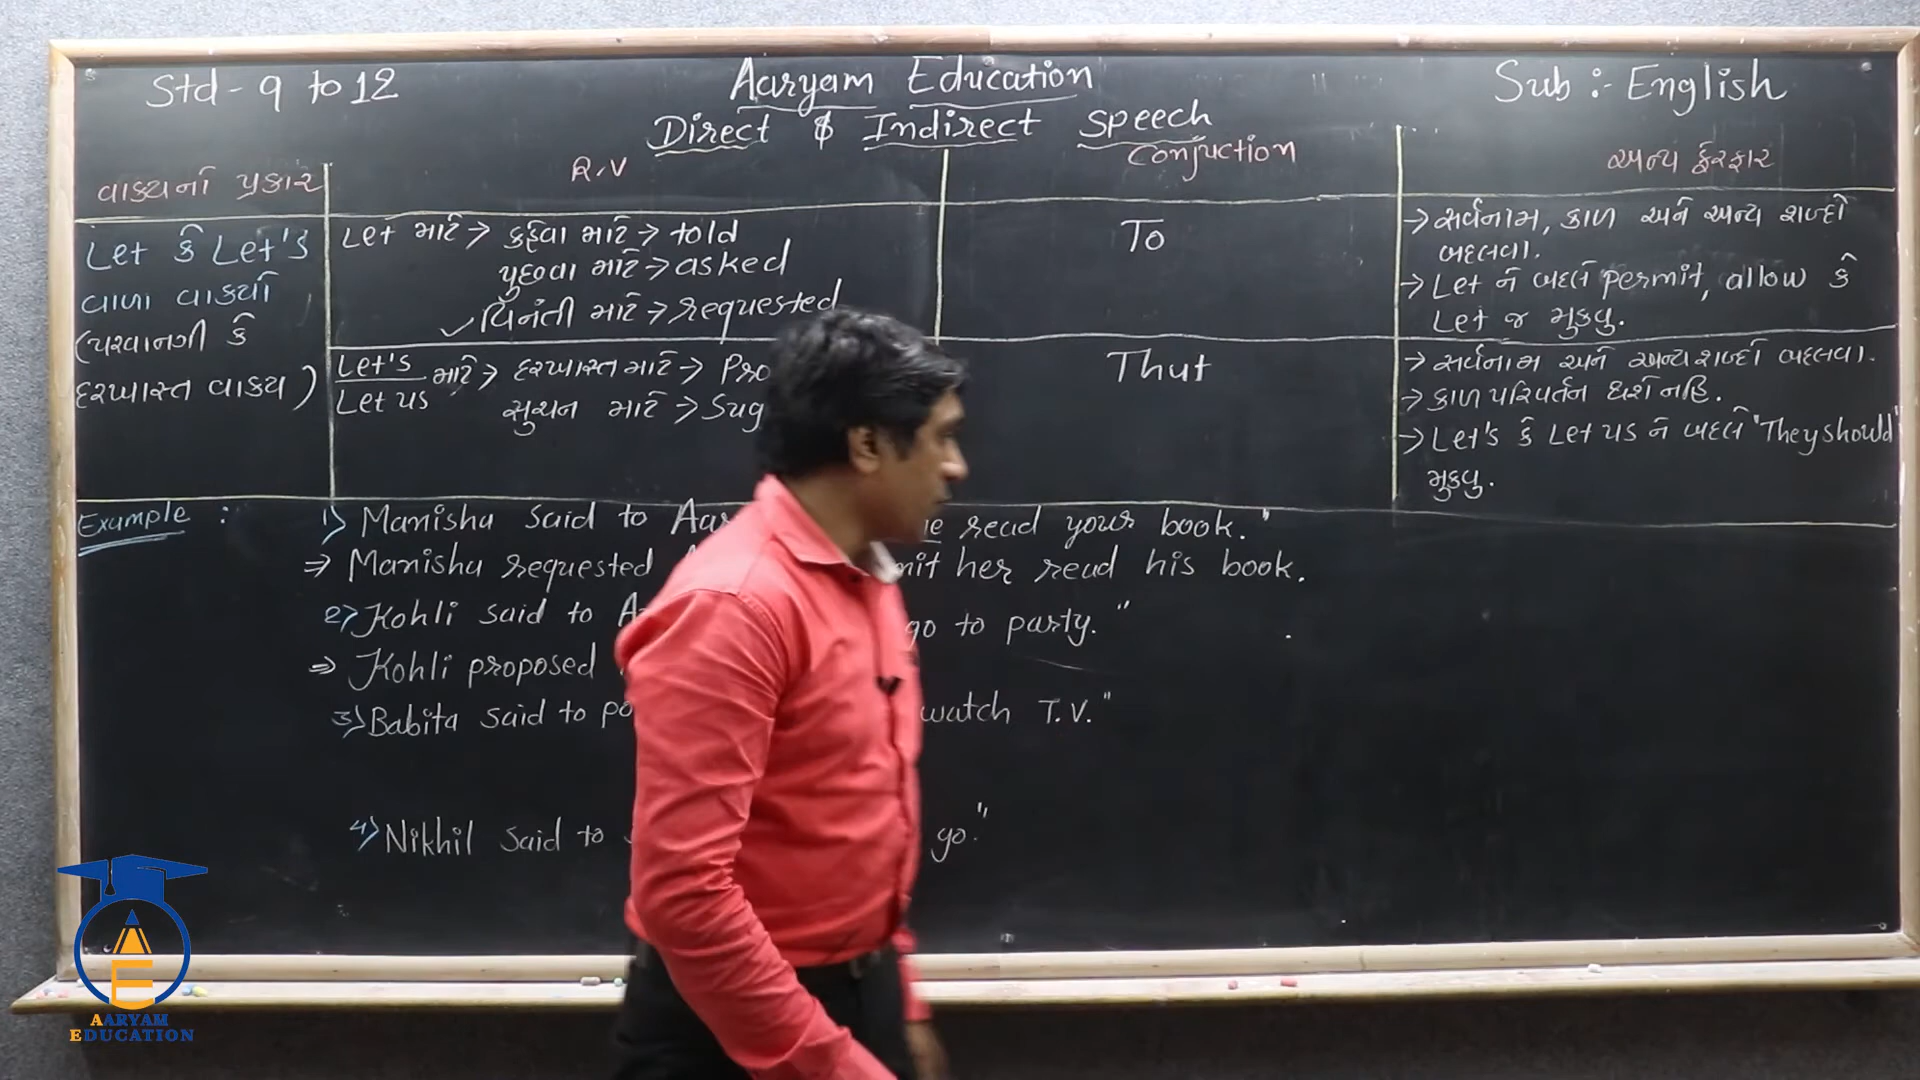 Std - 9 to 12
Aaryam Education
Sub :- English
Direct & Indirect speech
વાક્યનો પ્રકાર
R.V
Conjuction
અન્ય ફેરફાર
Let કે Let's
વાળા વાક્યો
(પરવાનગી કે
દરખાસ્ત વાક્ય)
Let માટે → કહેવા માટે → told
પુછવા માટે → asked
✓ વિનંતી માટે → requested
To
→ સર્વનામ, કાળ અને અન્ય શબ્દો
બદલવા.
→ Let ને બદલે permit, allow કે
Let જ મુકવુ.
Let's
Let us માટે → દરખાસ્ત માટે → Pro
સુચન માટે → Sug
That
→ સર્વનામ અને અન્ય શબ્દો બદલવા.
→ કાળ પરિવર્તન થશે નહિ.
→ Let's કે Let us ને બદલે "They should"
મુકવુ.
Example :
1) Manisha said to Aar e read your book."
⇒ Manisha requested mit her read his book.
2) Kohli said to A go to party."
⇒ Kohli proposed
3) Babita said to po watch T.V."
4) Nikhil said to go."
AARYAM
EDUCATION